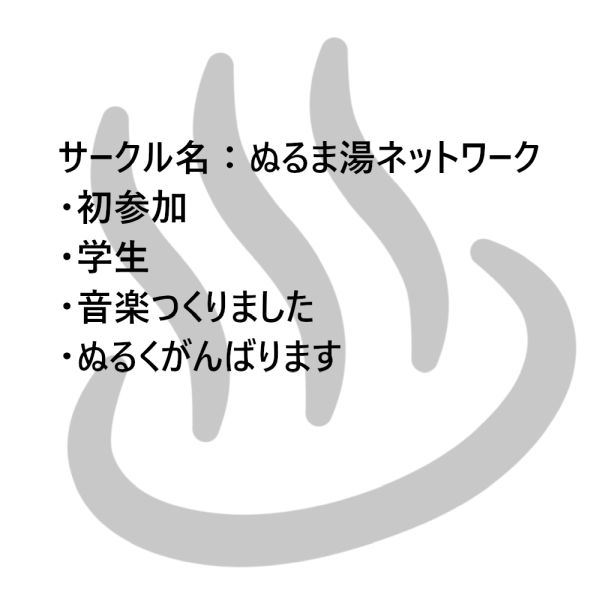 サークル名：ぬるま湯ネットワーク
・初参加
・学生
・音楽つくりました
・ぬるくがんばります